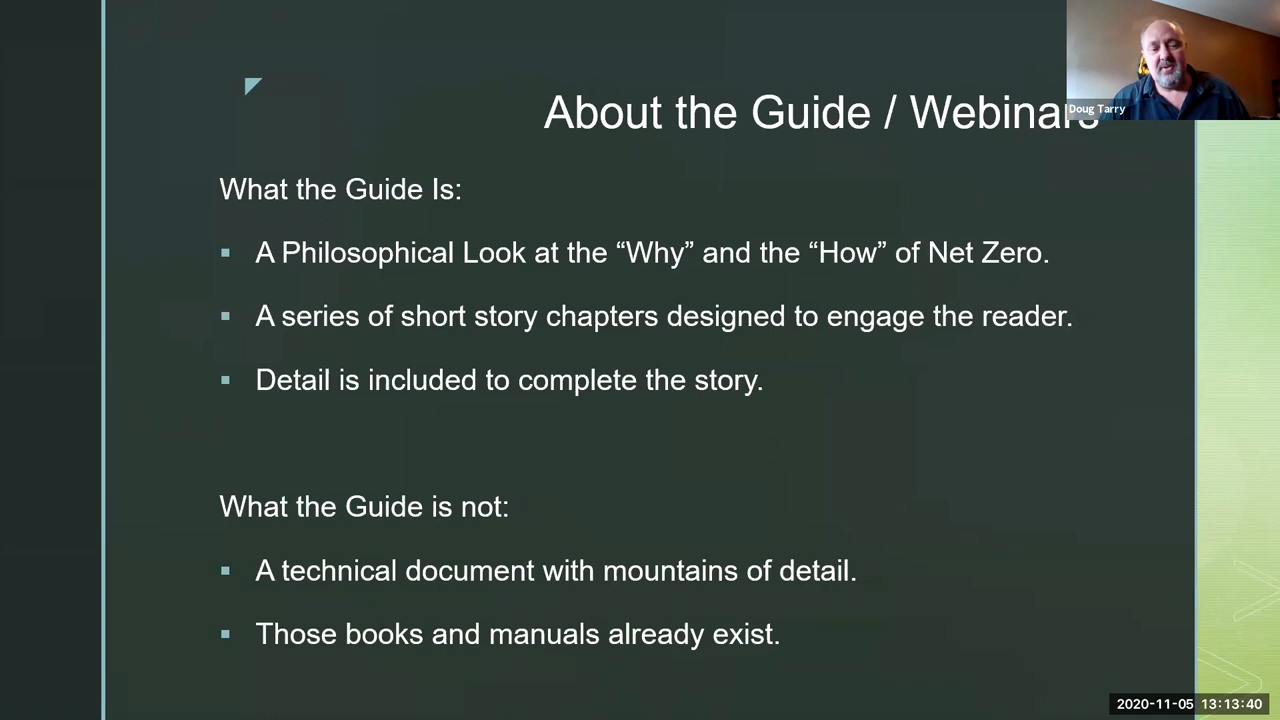 About the Guide / Webinars
Doug Tarry
What the Guide Is:
▪ A Philosophical Look at the “Why” and the “How” of Net Zero.
▪ A series of short story chapters designed to engage the reader.
▪ Detail is included to complete the story.
What the Guide is not:
▪ A technical document with mountains of detail.
▪ Those books and manuals already exist.
2020-11-05 13:13:40